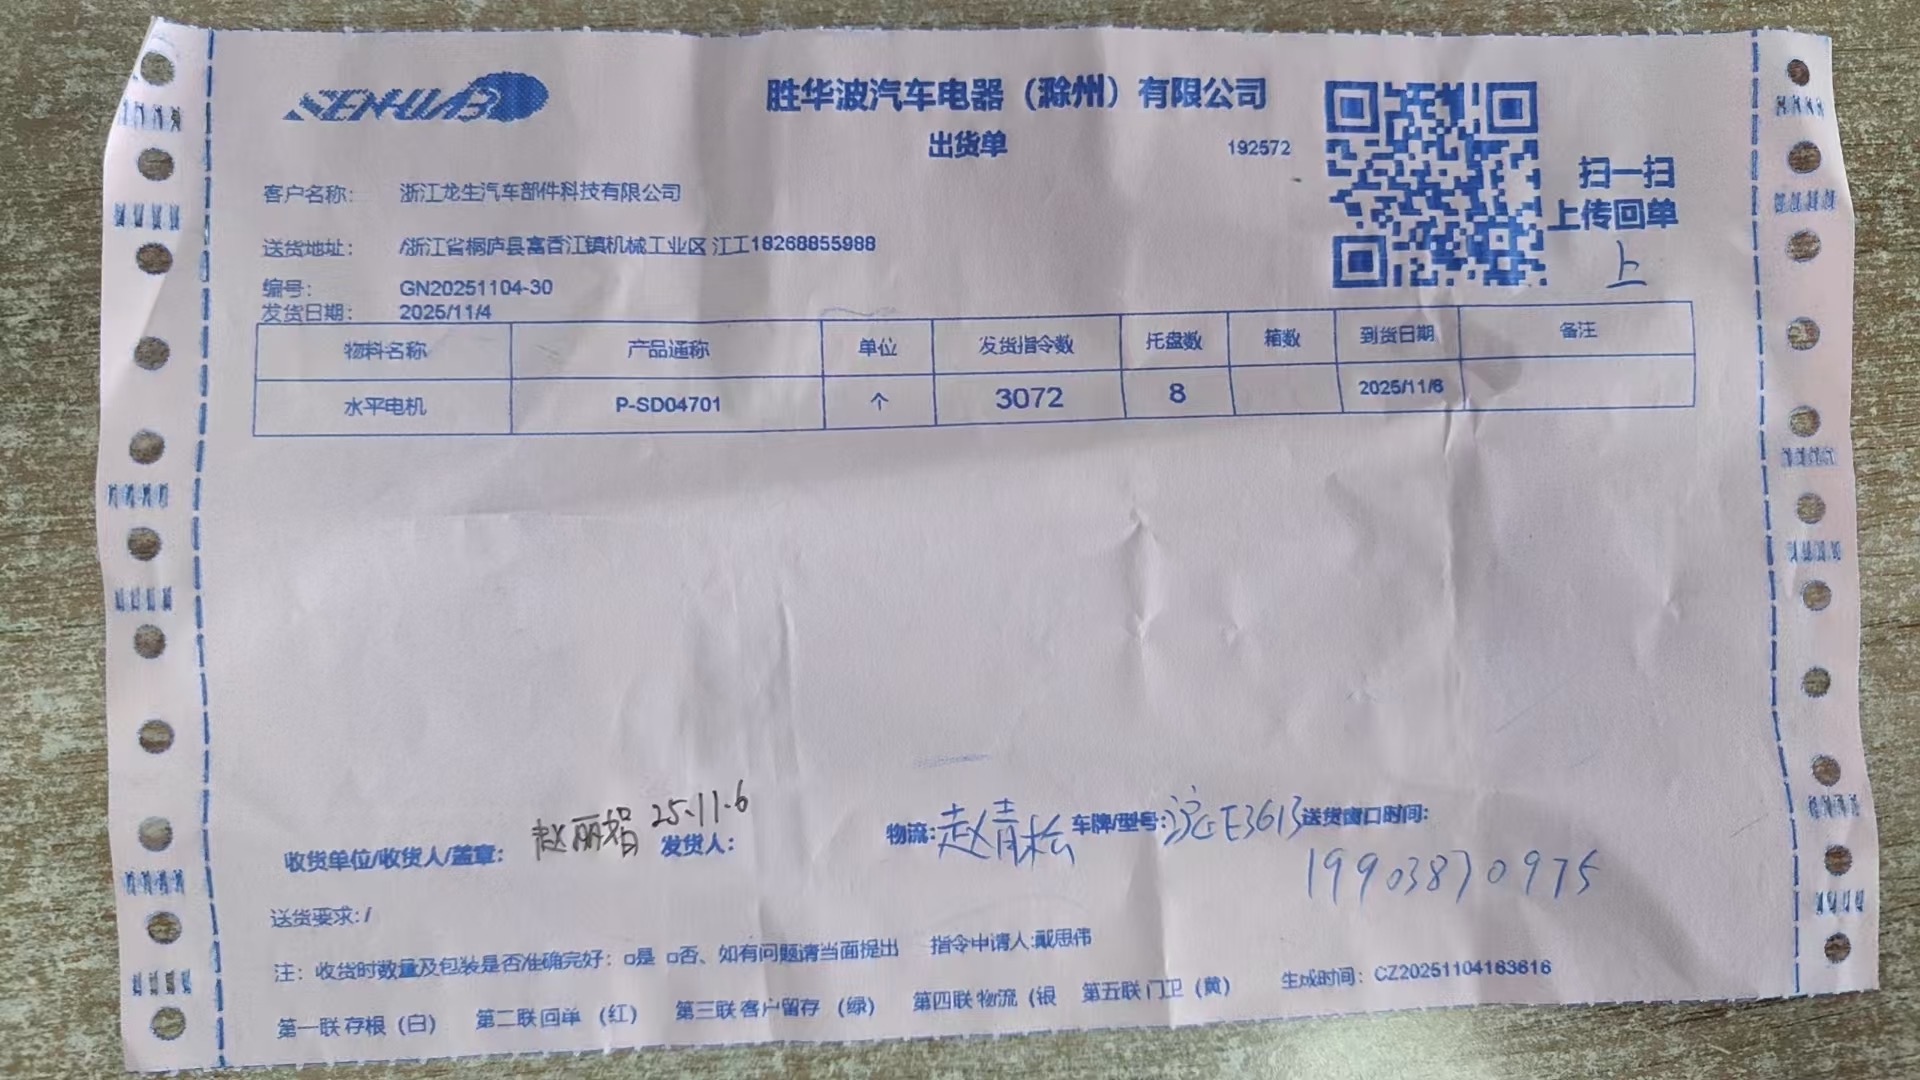 SENHUABO
胜华波汽车电器（滁州）有限公司
出货单
192572
扫一扫
上传回单
上
客户名称： 浙江龙生汽车部件科技有限公司
送货地址： /浙江省桐庐县富春江镇机械工业区 江工18268855988
编号： GN20251104-30
发货日期： 2025/11/4
物料名称 产品通称 单位 发货指令数 托盘数 箱数 到货日期 备注
水平电机 P-SD04701 个 3072 8 2025/11/6
收货单位/收货人/盖章： 赵丽娟 25.11.6 发货人： 物流：赵青松 车牌/型号： E3613 送货窗口时间：
19903870975
送货要求：/
注： 收货时数量及包装是否准确完好：□是 □否、如有问题请当面提出 指令申请人：戴思伟
第一联 存根（白） 第二联 回单 （红） 第三联 客户留存 （绿） 第四联 物流（银 第五联 门卫（黄） 生成时间：CZ20251104163616